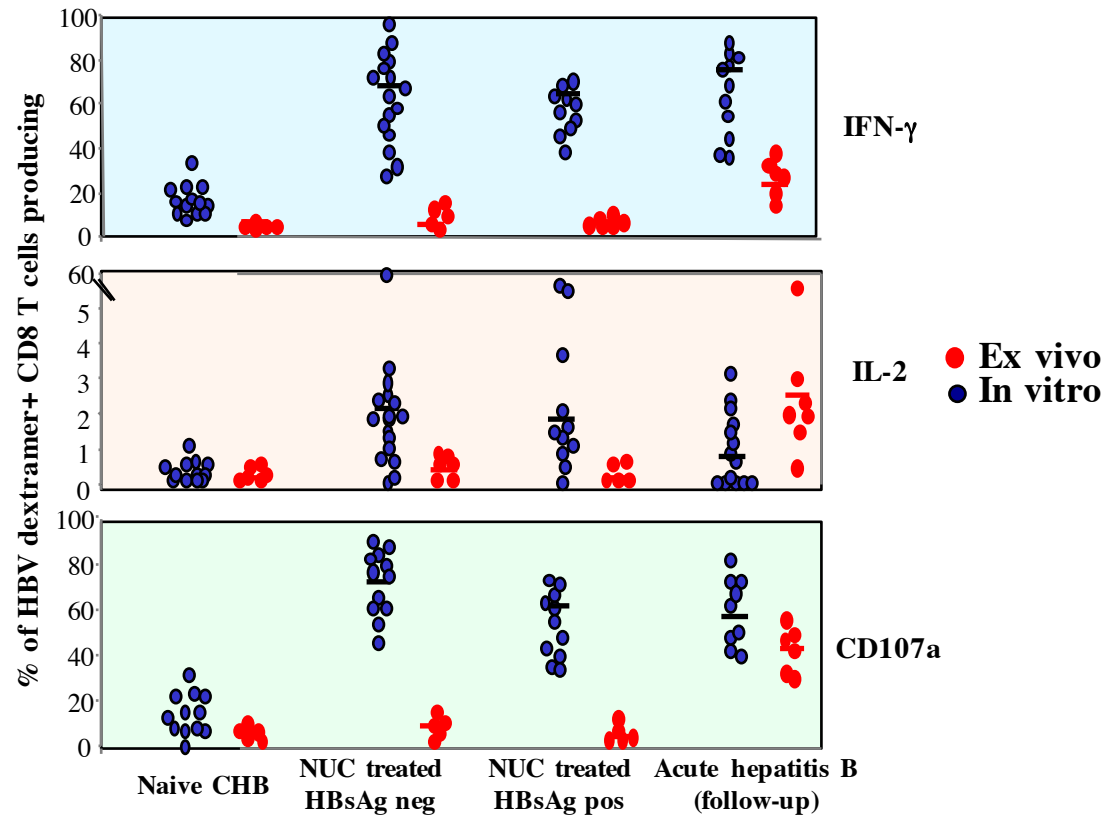 % of HBV dextramer+ CD8 T cells producing
100
80
60
40
20
0
IFN-γ
60
5
4
3
2
1
0
IL-2
Ex vivo
In vitro
100
80
60
40
20
0
CD107a
Naive CHB
NUC treated
HBsAg neg
NUC treated
HBsAg pos
Acute hepatitis B
(follow-up)